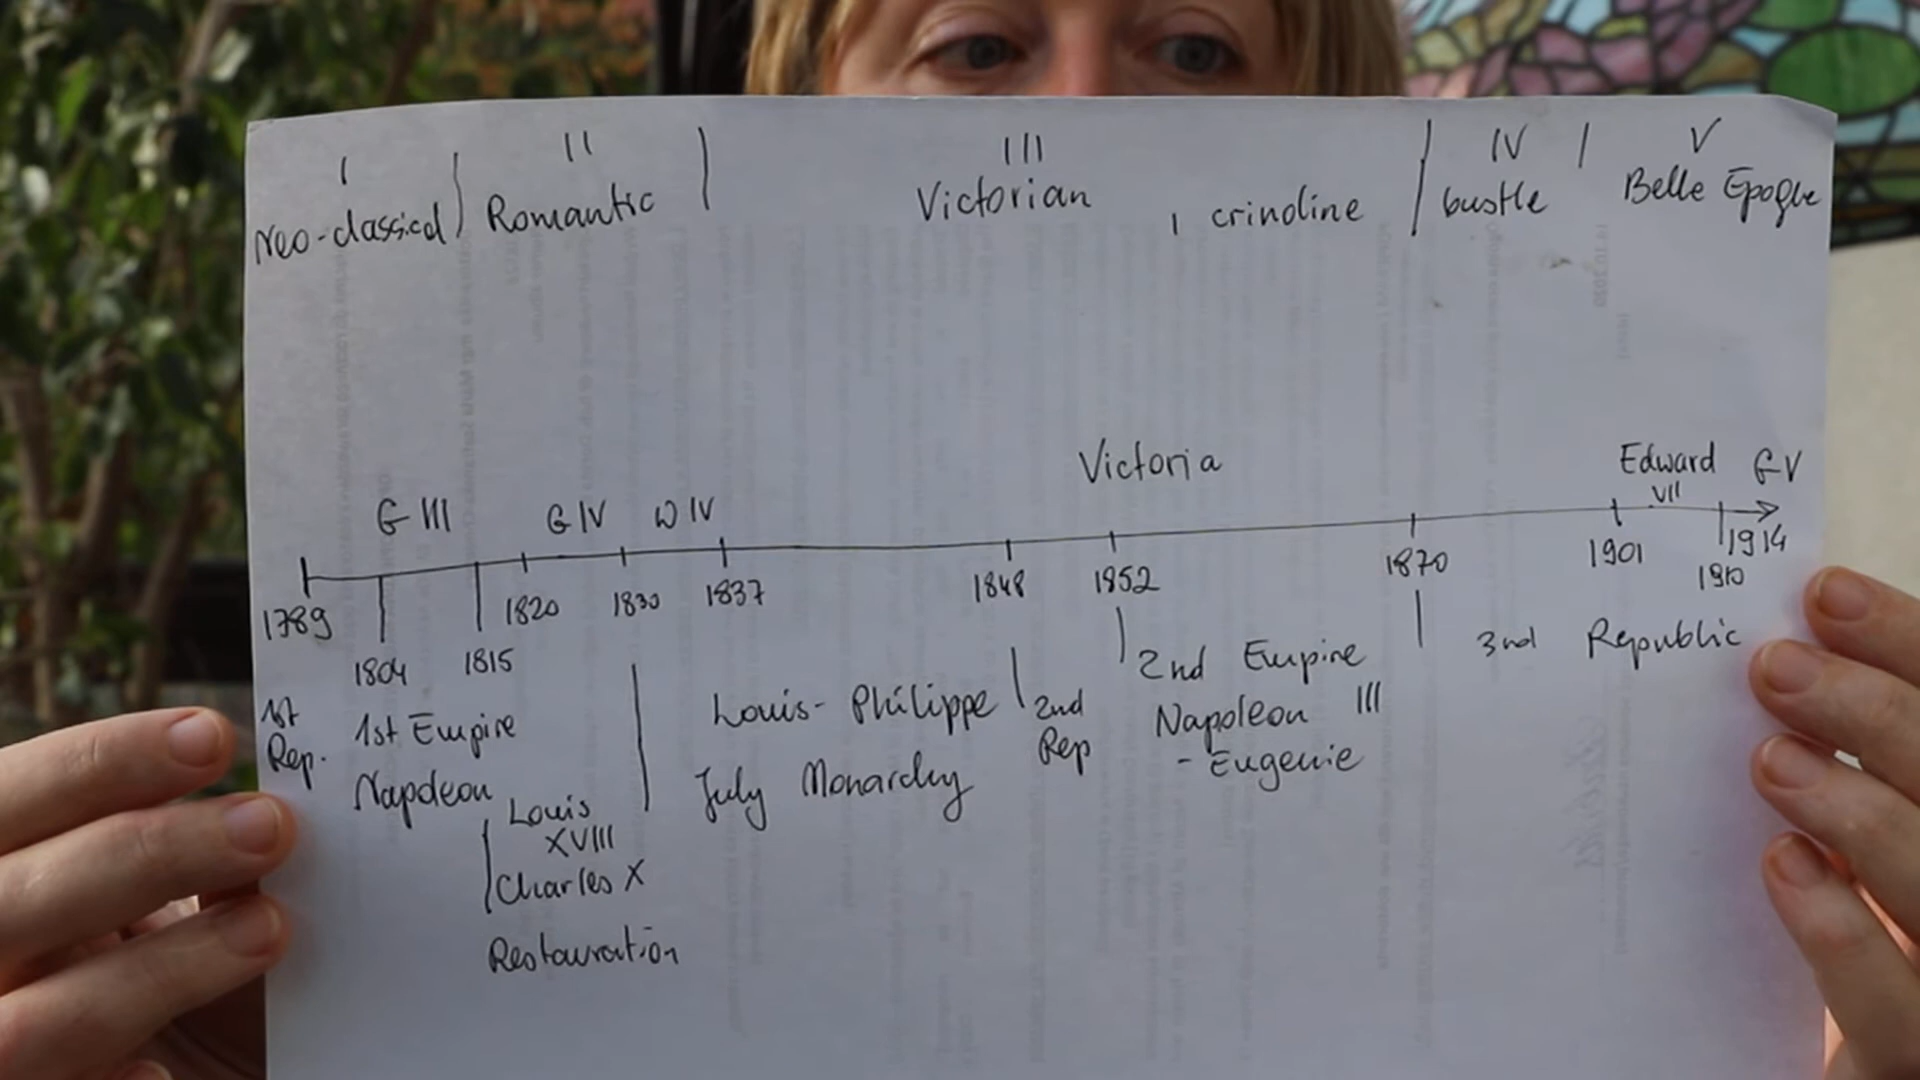 I II III IV V
Neo-classical Romantic Victorian crinoline bustle Belle Epoque
Victoria Edward VII G V
G III G IV W IV
1789 1804 1815 1820 1830 1837 1848 1852 1870 1901 1910 1914
1st Rep.
1st Empire
Napoleon
Louis XVIII
Charles X
Restauration
Louis-Philippe
July Monarchy
2nd Rep
2nd Empire
Napoleon III
- Eugenie
3nd Republic